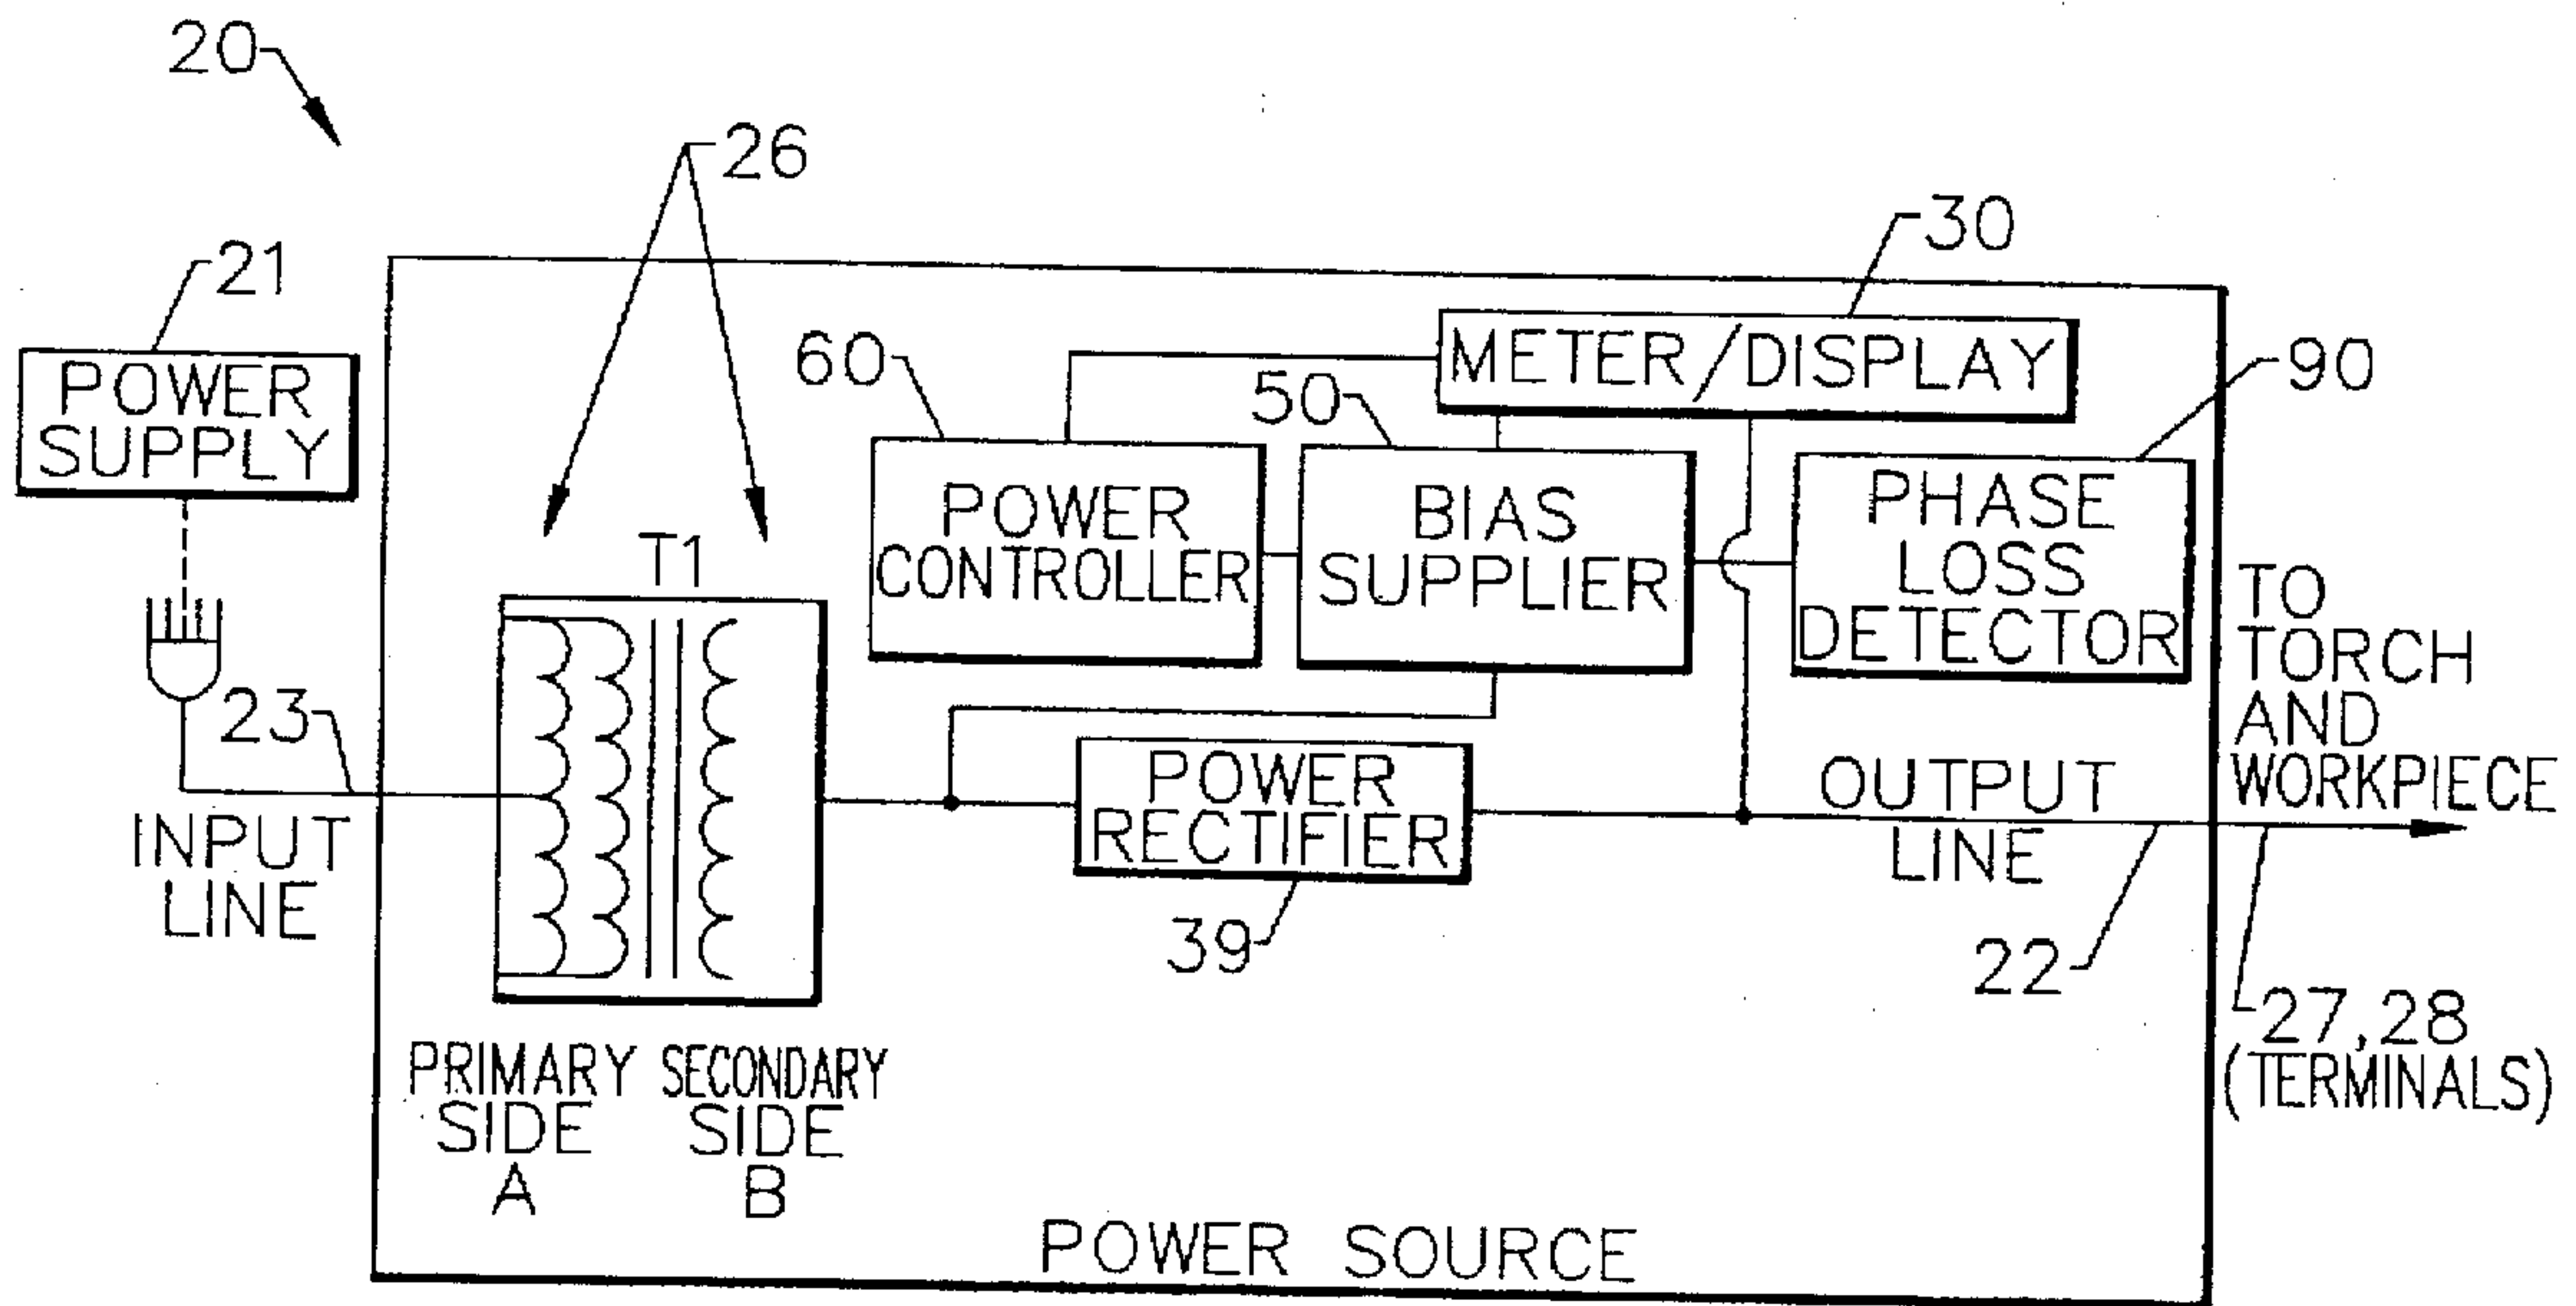 20
26
30
21
60
METER/DISPLAY
90
50
POWER
SUPPLY
POWER
CONTROLLER
BIAS
SUPPLIER
PHASE
LOSS
DETECTOR
T1
TO
TORCH
AND
WORKPIECE
23
INPUT
LINE
POWER
RECTIFIER
OUTPUT
LINE
39
22
27,28
(TERMINALS)
PRIMARY
SIDE
A
SECONDARY
SIDE
B
POWER SOURCE